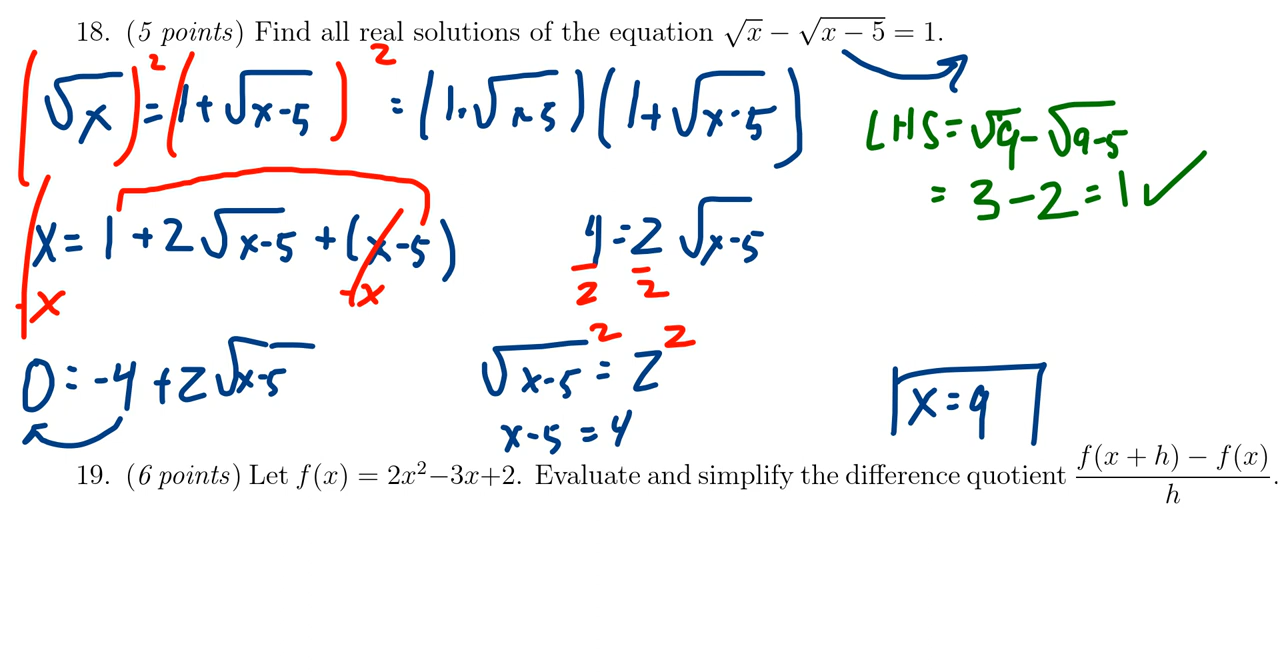 18. (5 points) Find all real solutions of the equation √x − √(x − 5) = 1.
(√x)² = (1 + √(x-5))² = (1+√(x-5))(1+√(x-5))
LHS = √9 - √(9-5)
= 3 - 2 = 1 ✓
x = 1 + 2√(x-5) + (x-5)
-x -x
0 = -4 + 2√(x-5)
4 = 2√(x-5)
2 2
√(x-5)² = 2²
x-5 = 4
x = 9
19. (6 points) Let f(x) = 2x²−3x+2. Evaluate and simplify the difference quotient (f(x + h) − f(x))/h.